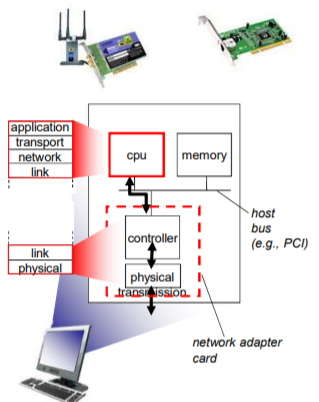 application
transport
network
link
cpu
memory
host
bus
(e.g., PCI)
controller
link
physical
physical
transmission
network adapter
card